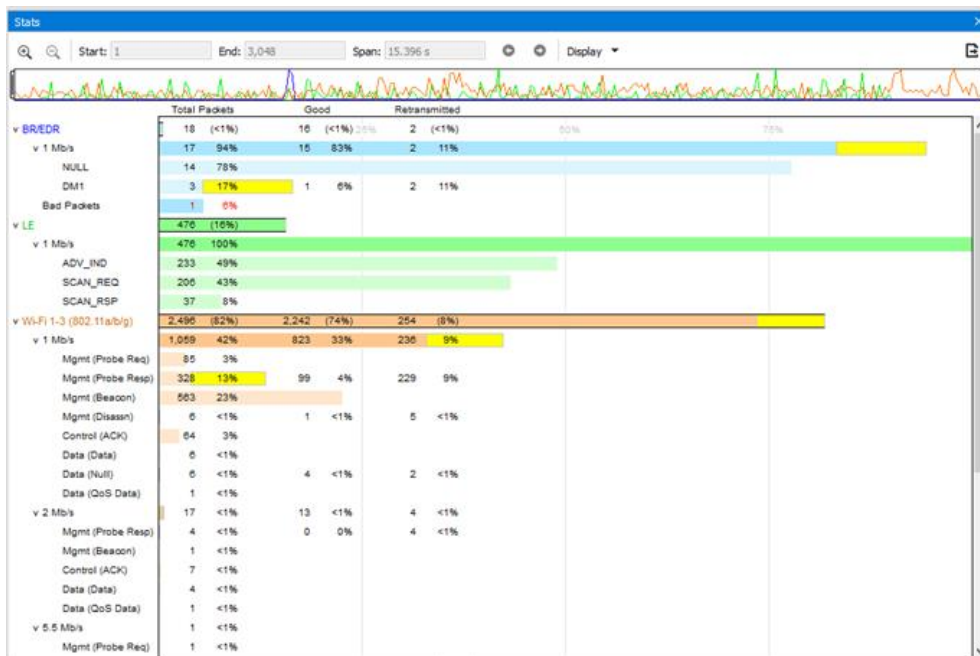 Stats
Start: 1 End: 3,048 Span: 15.396 s Display
Total Packets Good Retransmitted
v BR/EDR 18 (<1%) 16 (<1%) 25% 2 (<1%) 50% 75%
v 1 Mb/s 17 94% 15 83% 2 11%
NULL 14 78%
DM1 3 17% 1 6% 2 11%
Bad Packets 1 6%
v LE 476 (16%)
v 1 Mb/s 476 100%
ADV_IND 233 49%
SCAN_REQ 206 43%
SCAN_RSP 37 8%
v Wi-Fi 1-3 (802.11a/b/g) 2,496 (82%) 2,242 (74%) 254 (8%)
v 1 Mb/s 1,059 42% 823 33% 236 9%
Mgmt (Probe Req) 85 3%
Mgmt (Probe Resp) 328 13% 99 4% 229 9%
Mgmt (Beacon) 563 23%
Mgmt (Disassn) 6 <1% 1 <1% 5 <1%
Control (ACK) 64 3%
Data (Data) 6 <1%
Data (Null) 6 <1% 4 <1% 2 <1%
Data (QoS Data) 1 <1%
v 2 Mb/s 17 <1% 13 <1% 4 <1%
Mgmt (Probe Resp) 4 <1% 0 0% 4 <1%
Mgmt (Beacon) 1 <1%
Control (ACK) 7 <1%
Data (Data) 4 <1%
Data (QoS Data) 1 <1%
v 5.5 Mb/s 1 <1%
Mgmt (Probe Req) 1 <1%